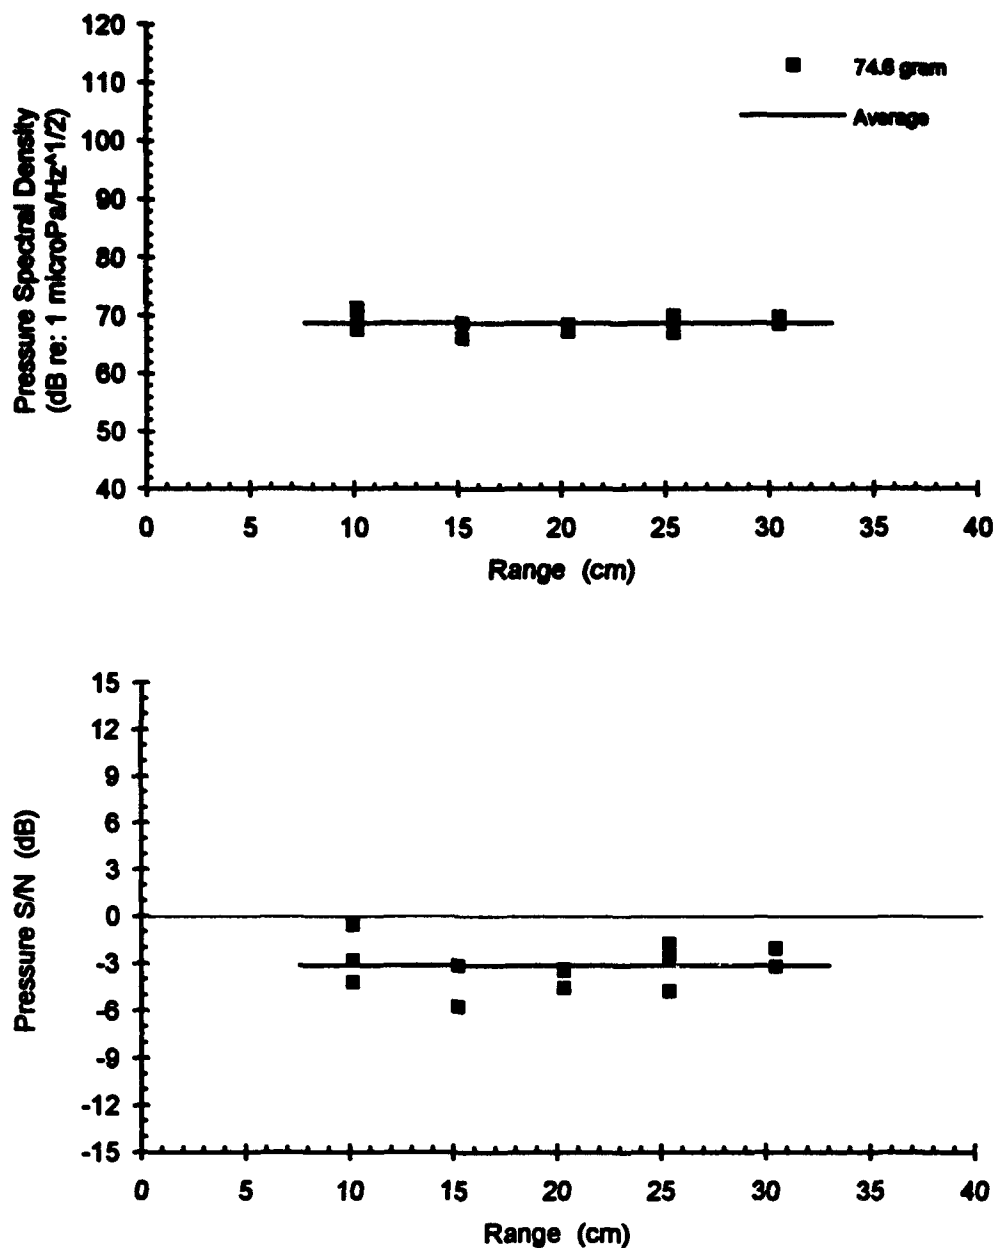 120
110
100
90
80
70
60
50
40
Pressure Spectral Density
(dB re: 1 microPa/Hz^1/2)
74.6 gram
Average
0 5 10 15 20 25 30 35 40
Range (cm)
15
12
9
6
3
0
-3
-6
-9
-12
-15
Pressure S/N (dB)
0 5 10 15 20 25 30 35 40
Range (cm)